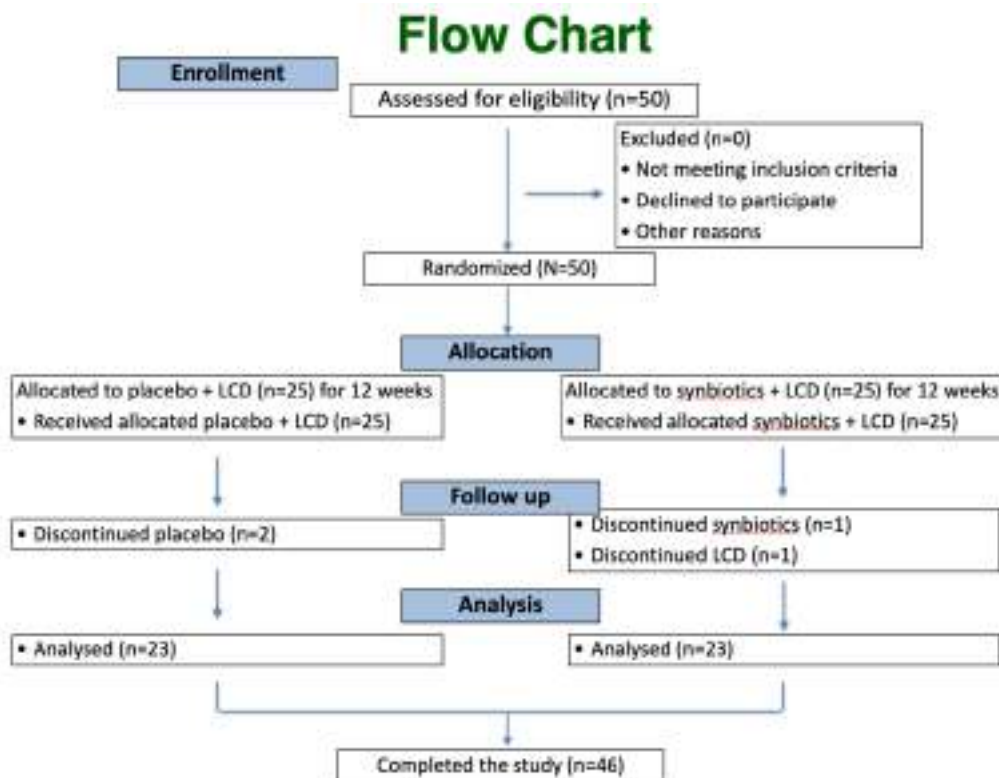 Flow Chart
Enrollment
Assessed for eligibility (n=50)
Excluded (n=0)
• Not meeting inclusion criteria
• Declined to participate
• Other reasons
Randomized (N=50)
Allocation
Allocated to placebo + LCD (n=25) for 12 weeks
• Received allocated placebo + LCD (n=25)
Allocated to synbiotics + LCD (n=25) for 12 weeks
• Received allocated synbiotics + LCD (n=25)
Follow up
• Discontinued placebo (n=2)
• Discontinued synbiotics (n=1)
• Discontinued LCD (n=1)
Analysis
• Analysed (n=23)
• Analysed (n=23)
Completed the study (n=46)